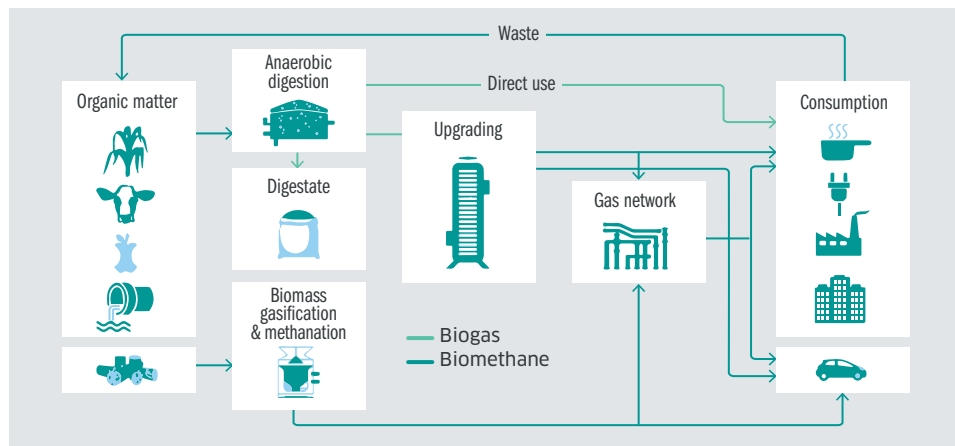 Waste
Organic matter
Anaerobic
digestion
Direct use
Upgrading
Consumption
Digestate
Gas network
Biomass
gasification
& methanation
Biogas
Biomethane